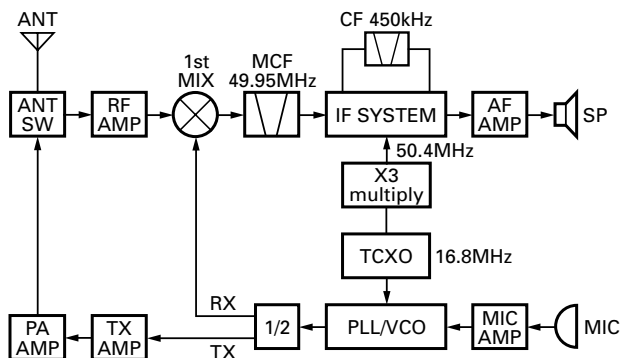 ANT
CF 450kHz
1st
MIX
MCF
49.95MHz
ANT
SW
RF
AMP
IF SYSTEM
AF
AMP
SP
50.4MHz
X3
multiply
TCXO
16.8MHz
RX
PA
AMP
TX
AMP
TX
1/2
PLL/VCO
MIC
AMP
MIC